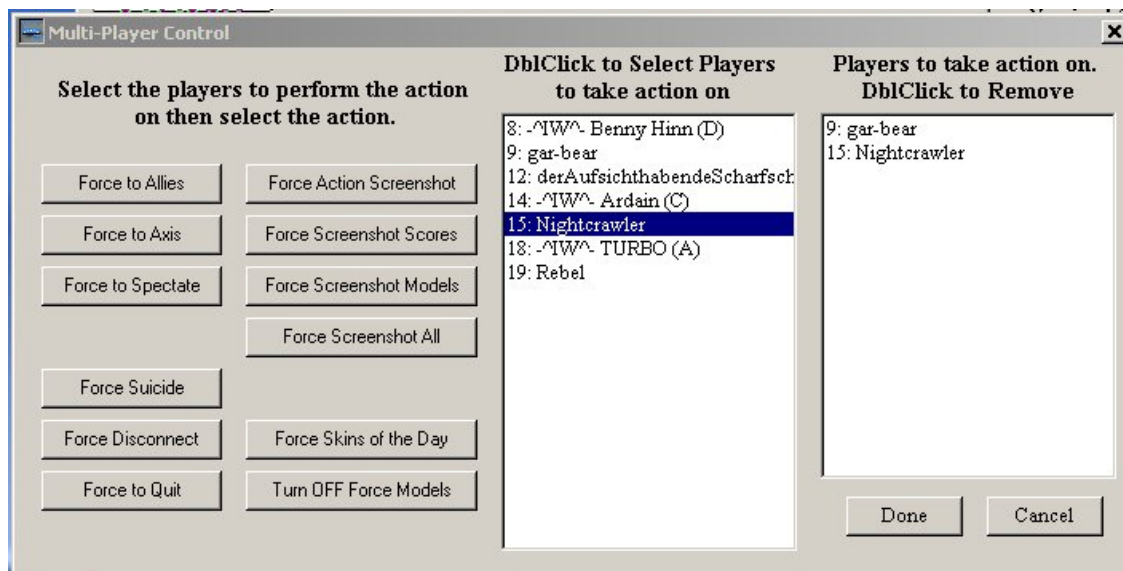 Multi-Player Control
Select the players to perform the action
on then select the action.
Force to Allies
Force Action Screenshot
Force to Axis
Force Screenshot Scores
Force to Spectate
Force Screenshot Models
Force Screenshot All
Force Suicide
Force Disconnect
Force Skins of the Day
Force to Quit
Turn OFF Force Models
DblClick to Select Players
to take action on
8: -^IW^- Benny Hinn (D)
9: gar-bear
12: derAufsichthabendeScharfsch
14: -^IW^- Ardain (C)
15: Nightcrawler
18: -^IW^- TURBO (A)
19: Rebel
Players to take action on.
DblClick to Remove
9: gar-bear
15: Nightcrawler
Done
Cancel